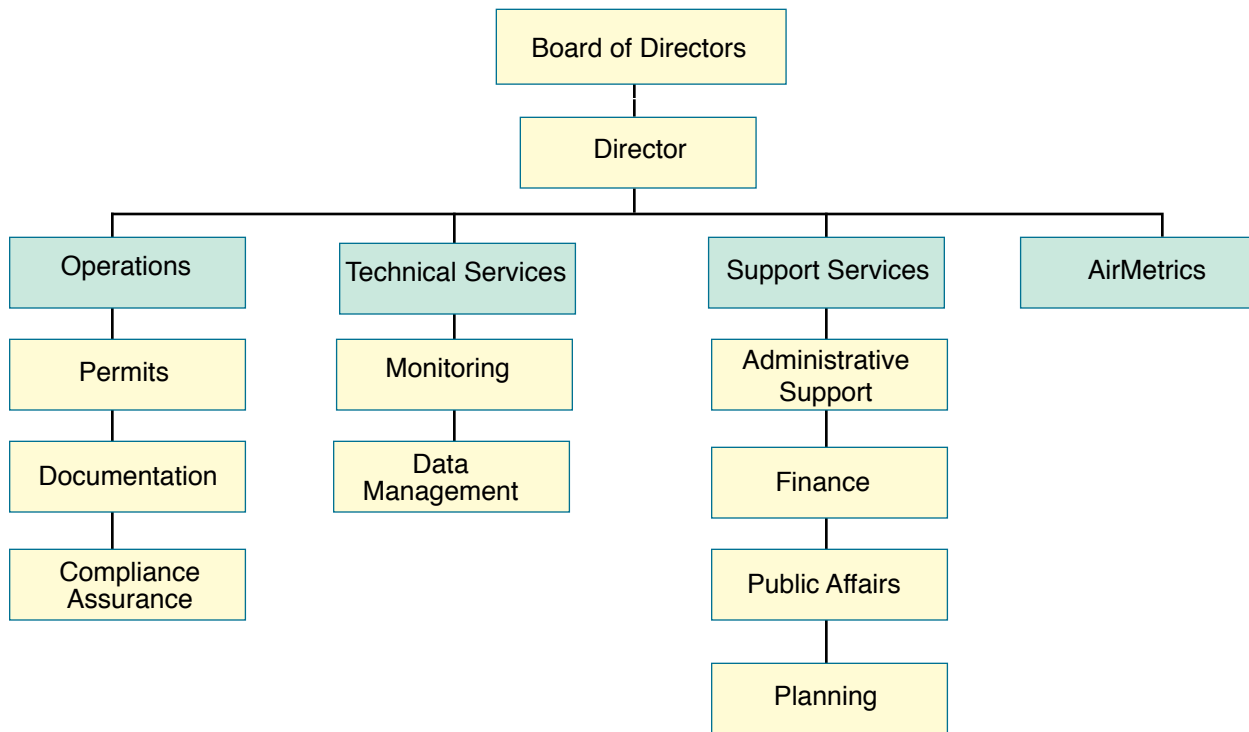 Board of Directors
Director
Operations
Technical Services
Support Services
AirMetrics
Permits
Monitoring
Administrative
Support
Documentation
Data
Management
Finance
Compliance
Assurance
Public Affairs
Planning